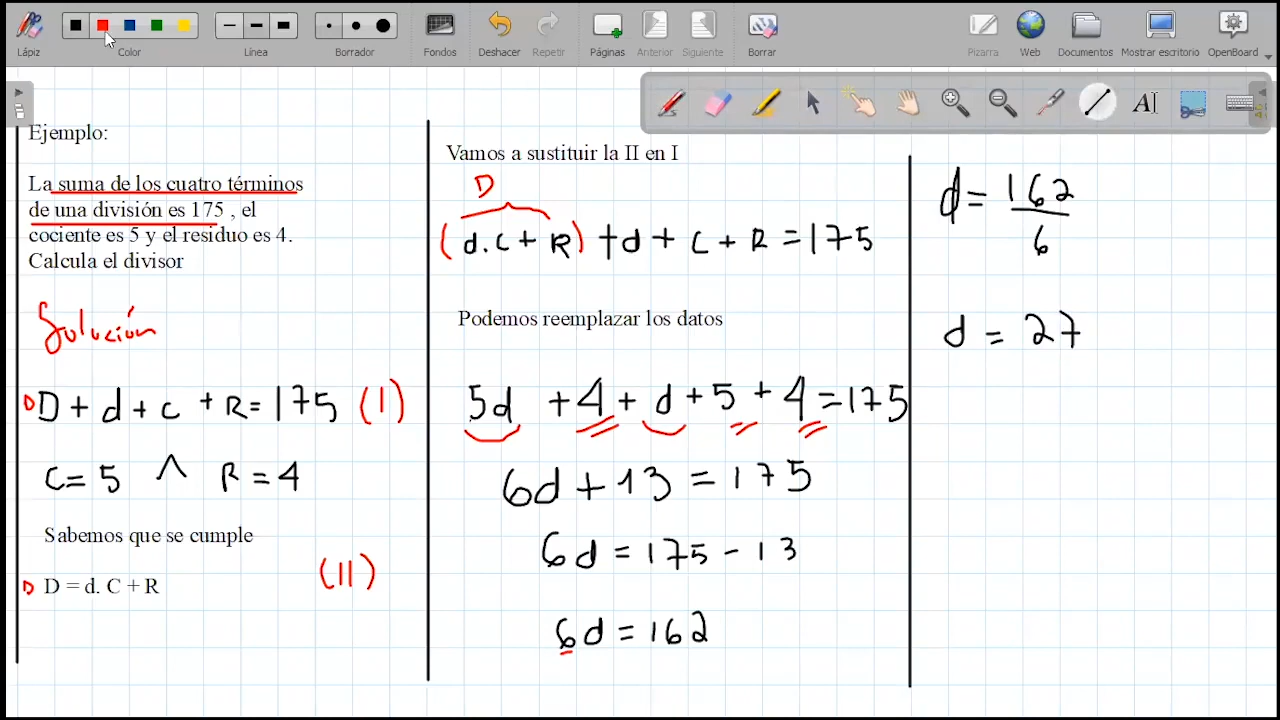 Lápiz Color Línea Borrador Fondos Deshacer Repetir Páginas Anterior Siguiente Borrar Pizarra Web Documentos Mostrar escritorio OpenBoard
Ejemplo:
La suma de los cuatro términos
de una división es 175 , el
cociente es 5 y el residuo es 4.
Calcula el divisor
Solución
D + d + c + R = 175 (I)
C = 5 ∧ R = 4
Sabemos que se cumple
(II)
D = d. C + R
Vamos a sustituir la II en I
D
(d.c + R) + d + c + R = 175
Podemos reemplazar los datos
5d + 4 + d + 5 + 4 = 175
6d + 13 = 175
6d = 175 - 13
6d = 162
d = 162
6
d = 27